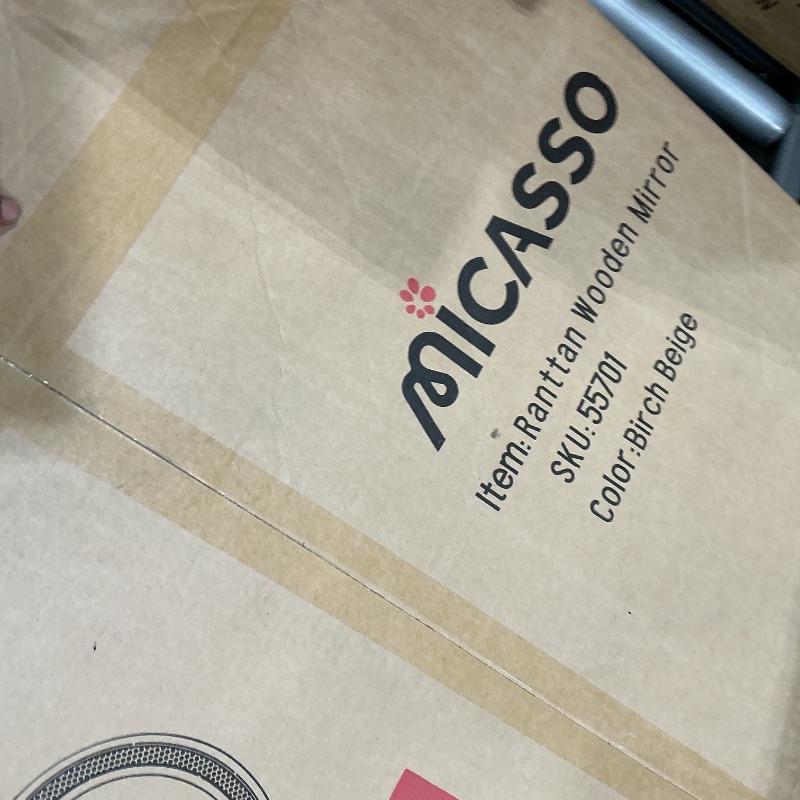 MICASSO
Item: Ranttan Wooden Mirror
SKU: 55701
Color:Birch Beige